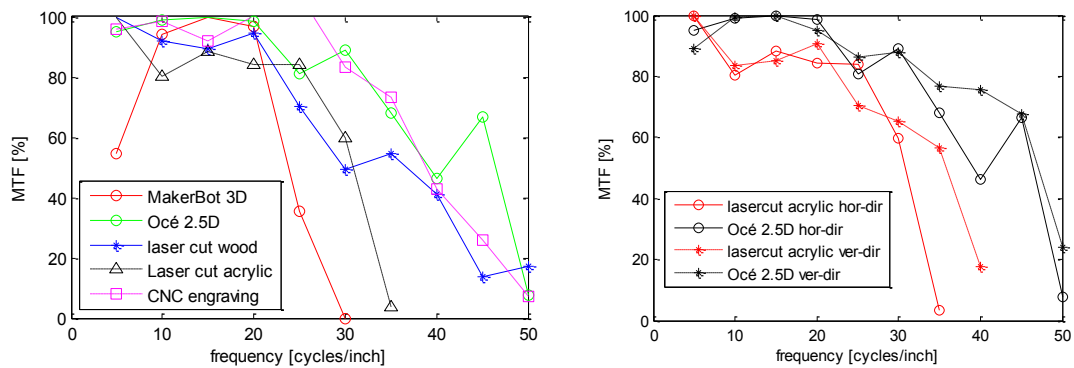 MTF [%]
100
80
60
40
20
0
MakerBot 3D
Océ 2.5D
laser cut wood
Laser cut acrylic
CNC engraving
0 10 20 30 40 50
frequency [cycles/inch]
MTF [%]
100
80
60
40
20
0
lasercut acrylic hor-dir
Océ 2.5D hor-dir
lasercut acrylic ver-dir
Océ 2.5D ver-dir
0 10 20 30 40 50
frequency [cycles/inch]